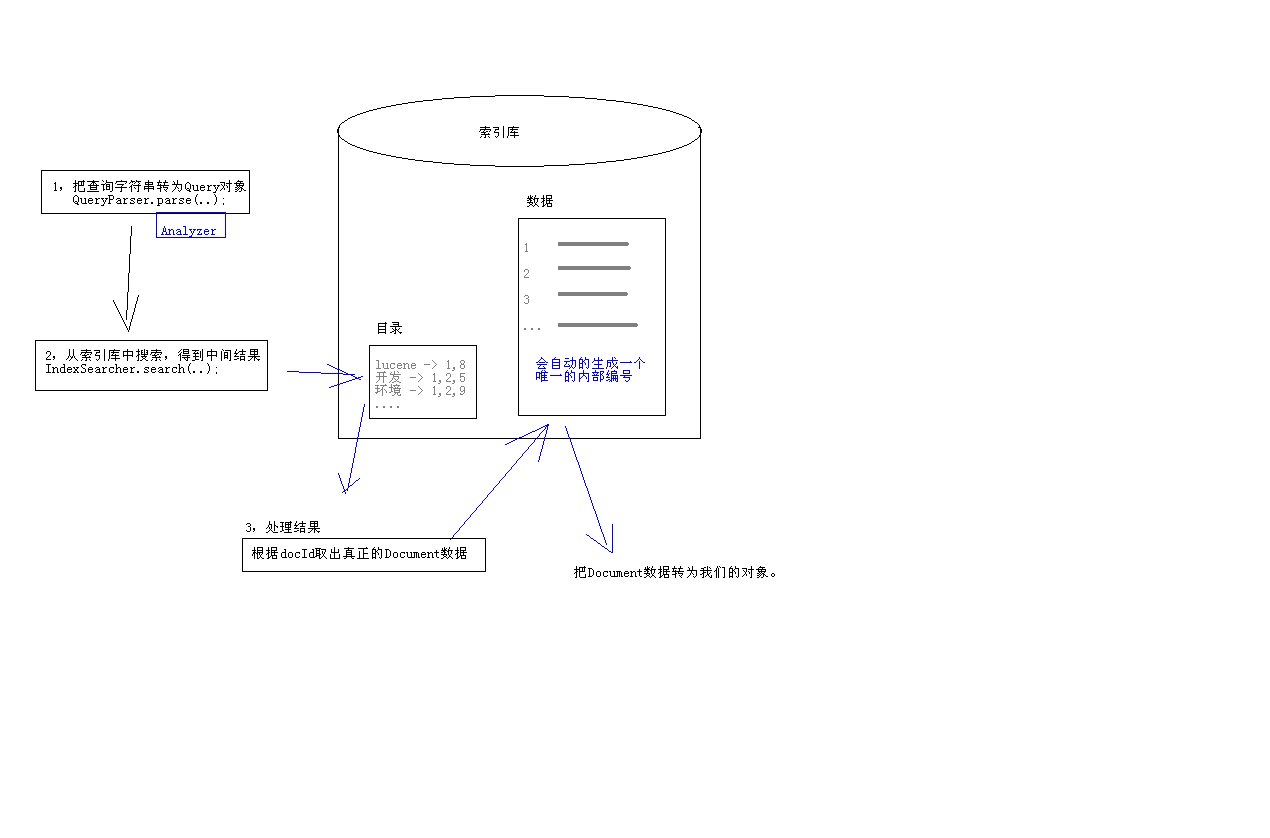 索引库
1，把查询字符串转为Query对象
QueryParser.parse(..);
Analyzer
数据
1
2
3
...
会自动的生成一个
唯一的内部编号
2，从索引库中搜索，得到中间结果
IndexSearcher.search(..);
目录
lucene -> 1,8
开发 -> 1,2,5
环境 -> 1,2,9
....
3，处理结果
根据docId取出真正的Document数据
把Document数据转为我们的对象。